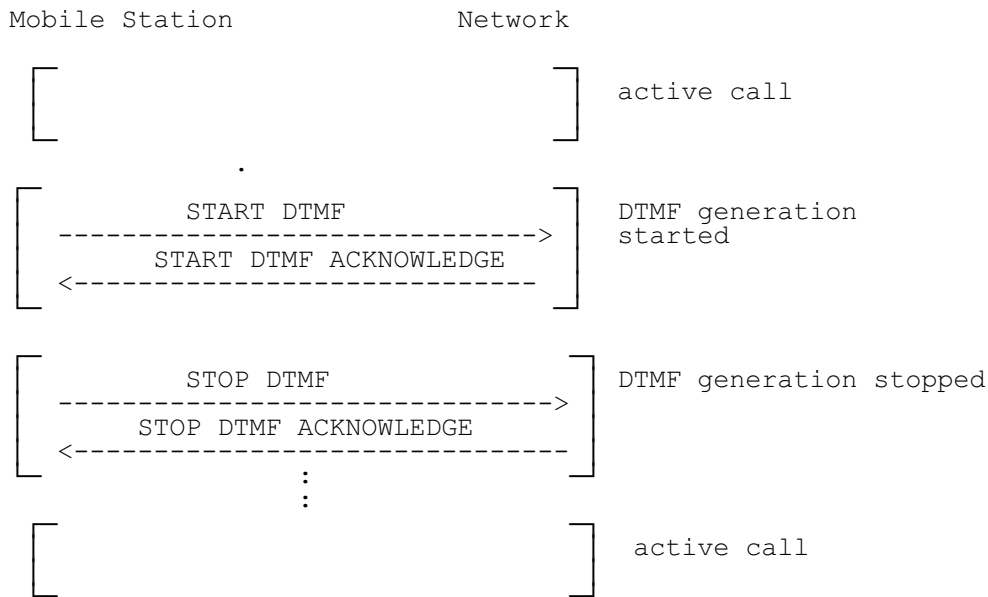 Mobile Station Network
active call
.
START DTMF DTMF generation
------------------------------> started
START DTMF ACKNOWLEDGE
<-----------------------------
STOP DTMF DTMF generation stopped
------------------------------->
STOP DTMF ACKNOWLEDGE
<-------------------------------
:
:
active call